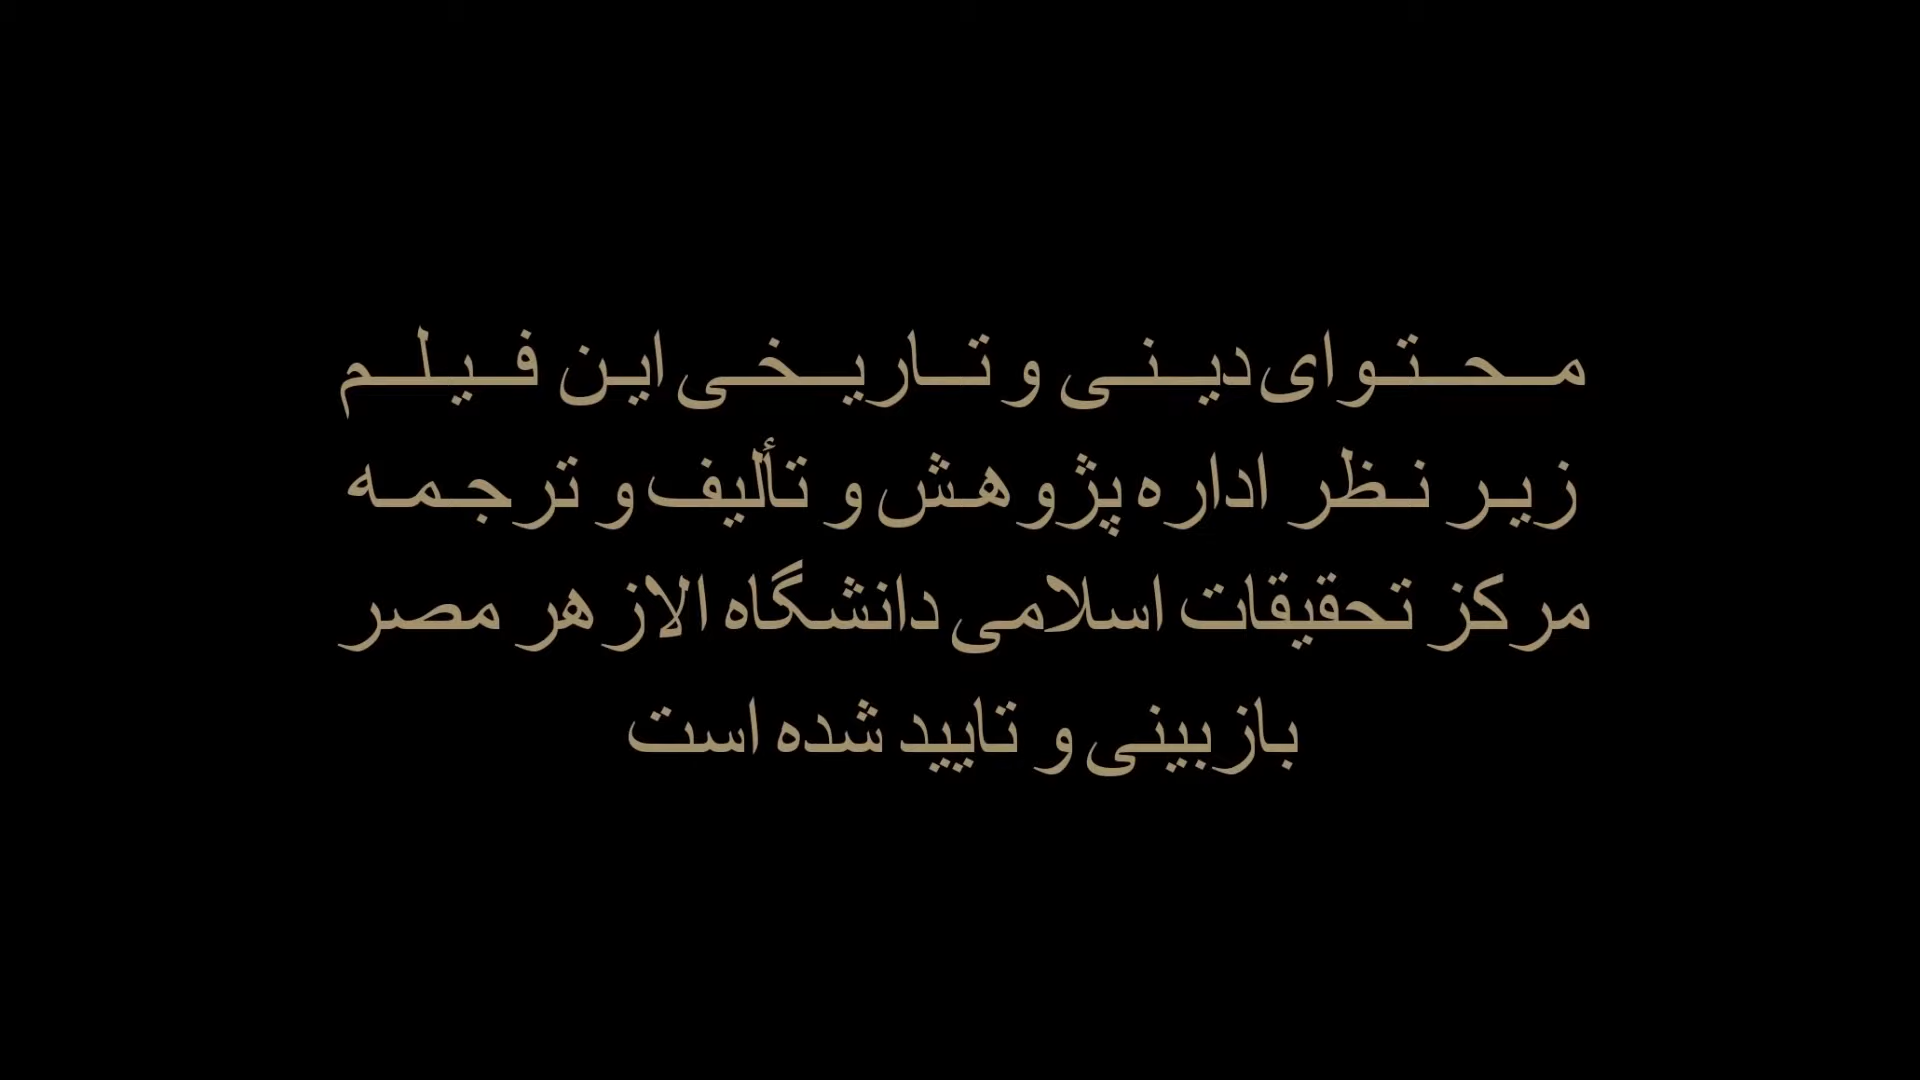 محتوای دینی و تاریخی این فیلم
زیر نظر اداره پژوهش و تألیف و ترجمه
مرکز تحقیقات اسلامی دانشگاه الازهر مصر
بازبینی و تایید شده است